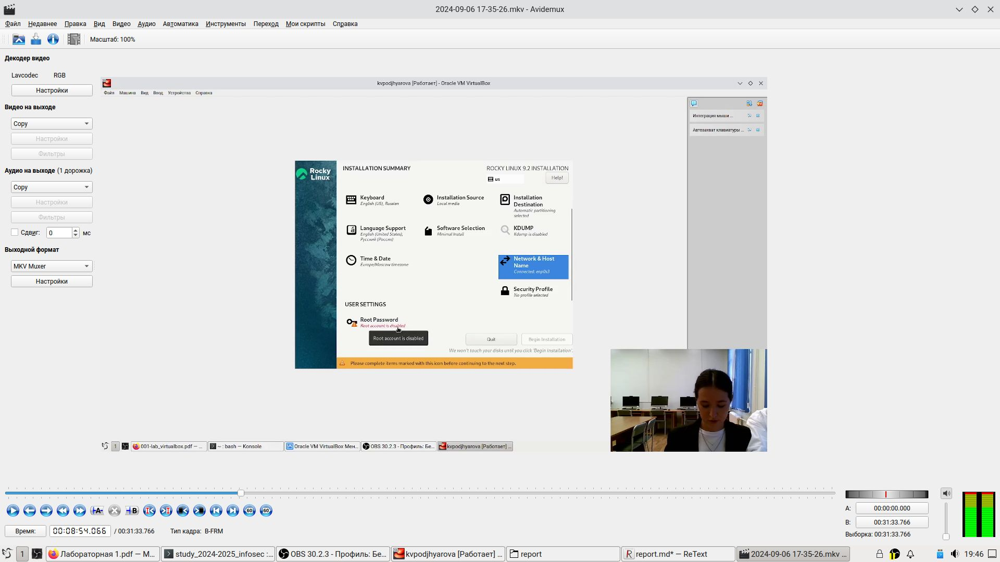 2024-09-06 17-35-26.mkv - Avidemux
Файл Недавнее Правка Вид Видео Аудио Автоматика Инструменты Переход Мои скрипты Справка
Масштаб: 100%
Декодер видео
Lavcodec RGB
Настройки
Видео на выходе
Copy
Настройки
Фильтры
Аудио на выходе (1 дорожка)
Copy
Настройки
Фильтры
Сдвиг: 0 мс
Выходной формат
MKV Muxer
Настройки
kvpodjhyarova [Работает] - Oracle VM VirtualBox
Файл Машина Вид Ввод Устройства Справка
Интеграция мыши ...
Автозахват клавиатуры ...
Rocky
Linux
INSTALLATION SUMMARY
ROCKY LINUX 9.2 INSTALLATION
us
Help!
Keyboard
English (US), Russian
Installation Source
Local media
Installation
Destination
Automatic partitioning
selected
Language Support
English (United States),
Русский (Россия)
Software Selection
Minimal Install
KDUMP
Kdump is disabled
Time & Date
Europe/Moscow timezone
Network & Host
Name
Connected: enp0s3
Security Profile
No profile selected
USER SETTINGS
Root Password
Root account is disabled
Root account is disabled
Quit
Begin Installation
We won't touch your disks until you click 'Begin Installation'.
Please complete items marked with this icon before continuing to the next step.
1 001-lab_virtualbox.pdf — ... ~ : bash — Konsole Oracle VM VirtualBox Мен... OBS 30.2.3 - Профиль: Бе... kvpodjhyarova [Работает] ...
A B 60 60
A: 00:00:00.000
B: 00:31:33.766
Выборка: 00:31:33.766
Время: 00:08:54.066 / 00:31:33.766 Тип кадра: B-FRM
1 Лабораторная 1.pdf — M... study_2024-2025_infosec :... OBS 30.2.3 - Профиль: Бе... kvpodjhyarova [Работает] ... report report.md* — ReText 2024-09-06 17-35-26.mkv ... 19:46